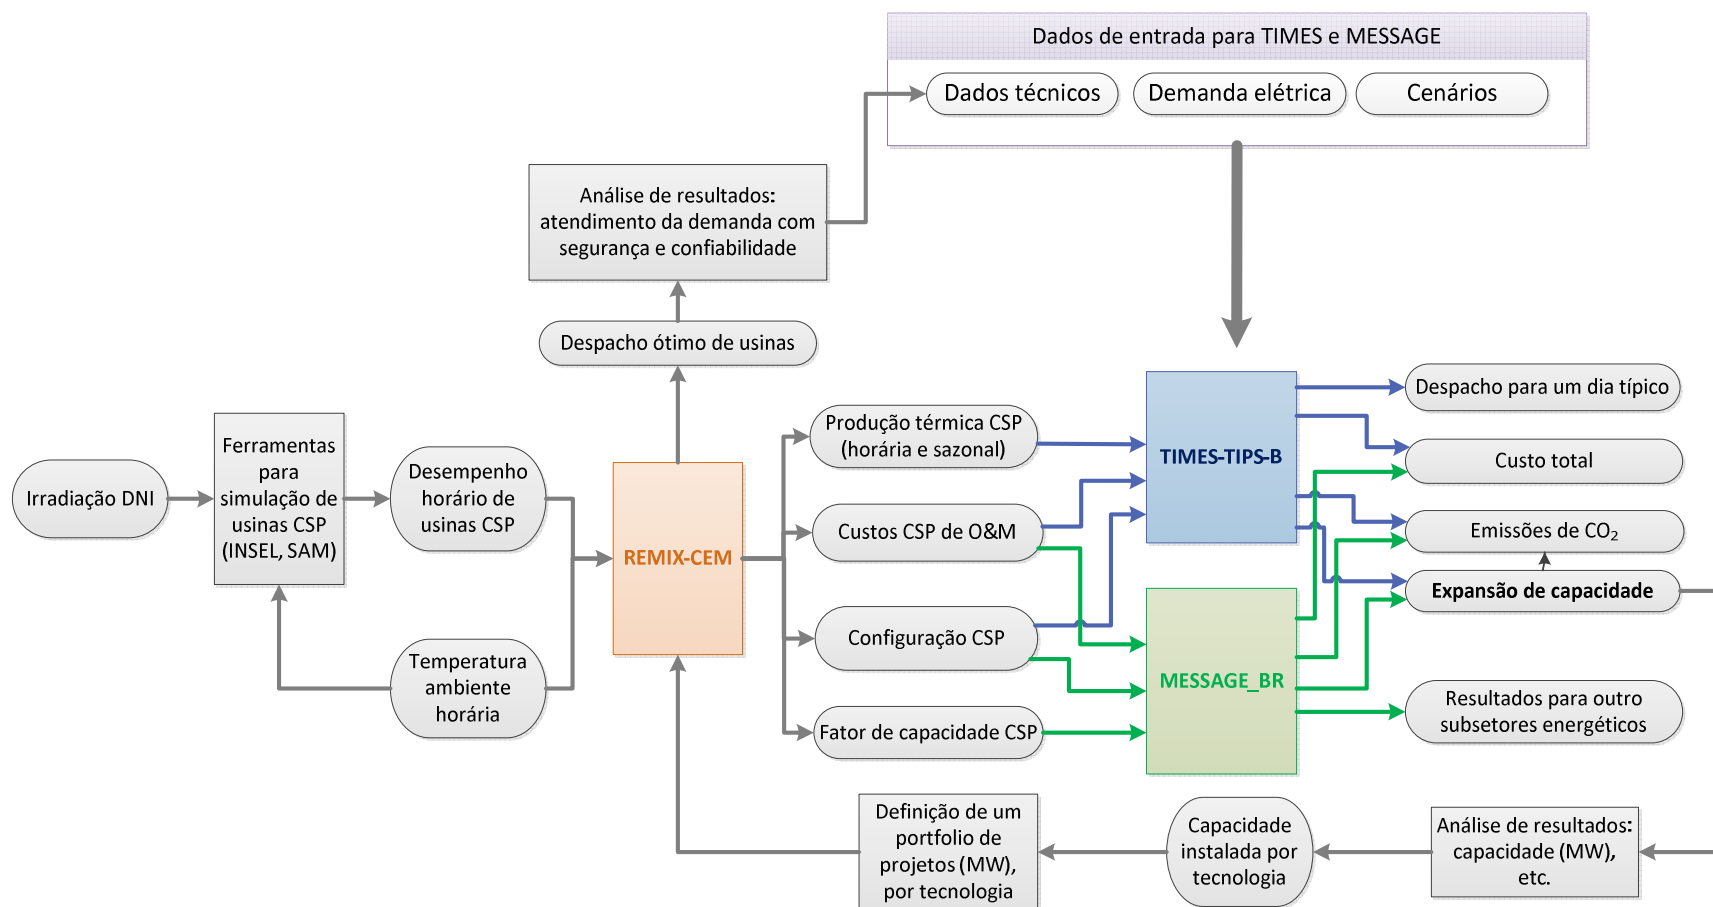 Dados de entrada para TIMES e MESSAGE
Dados técnicos
Demanda elétrica
Cenários
Análise de resultados:
atendimento da demanda com
segurança e confiabilidade
Despacho ótimo de usinas
Irradiação DNI
Ferramentas
para
simulação de
usinas CSP
(INSEL, SAM)
Desempenho
horário de
usinas CSP
Temperatura
ambiente
horária
REMIX-CEM
Produção térmica CSP
(horária e sazonal)
Custos CSP de O&M
Configuração CSP
Fator de capacidade CSP
TIMES-TIPS-B
MESSAGE_BR
Despacho para um dia típico
Custo total
Emissões de CO₂
Expansão de capacidade
Resultados para outro
subsetores energéticos
Definição de um
portfolio de
projetos (MW),
por tecnologia
Capacidade
instalada por
tecnologia
Análise de resultados:
capacidade (MW),
etc.